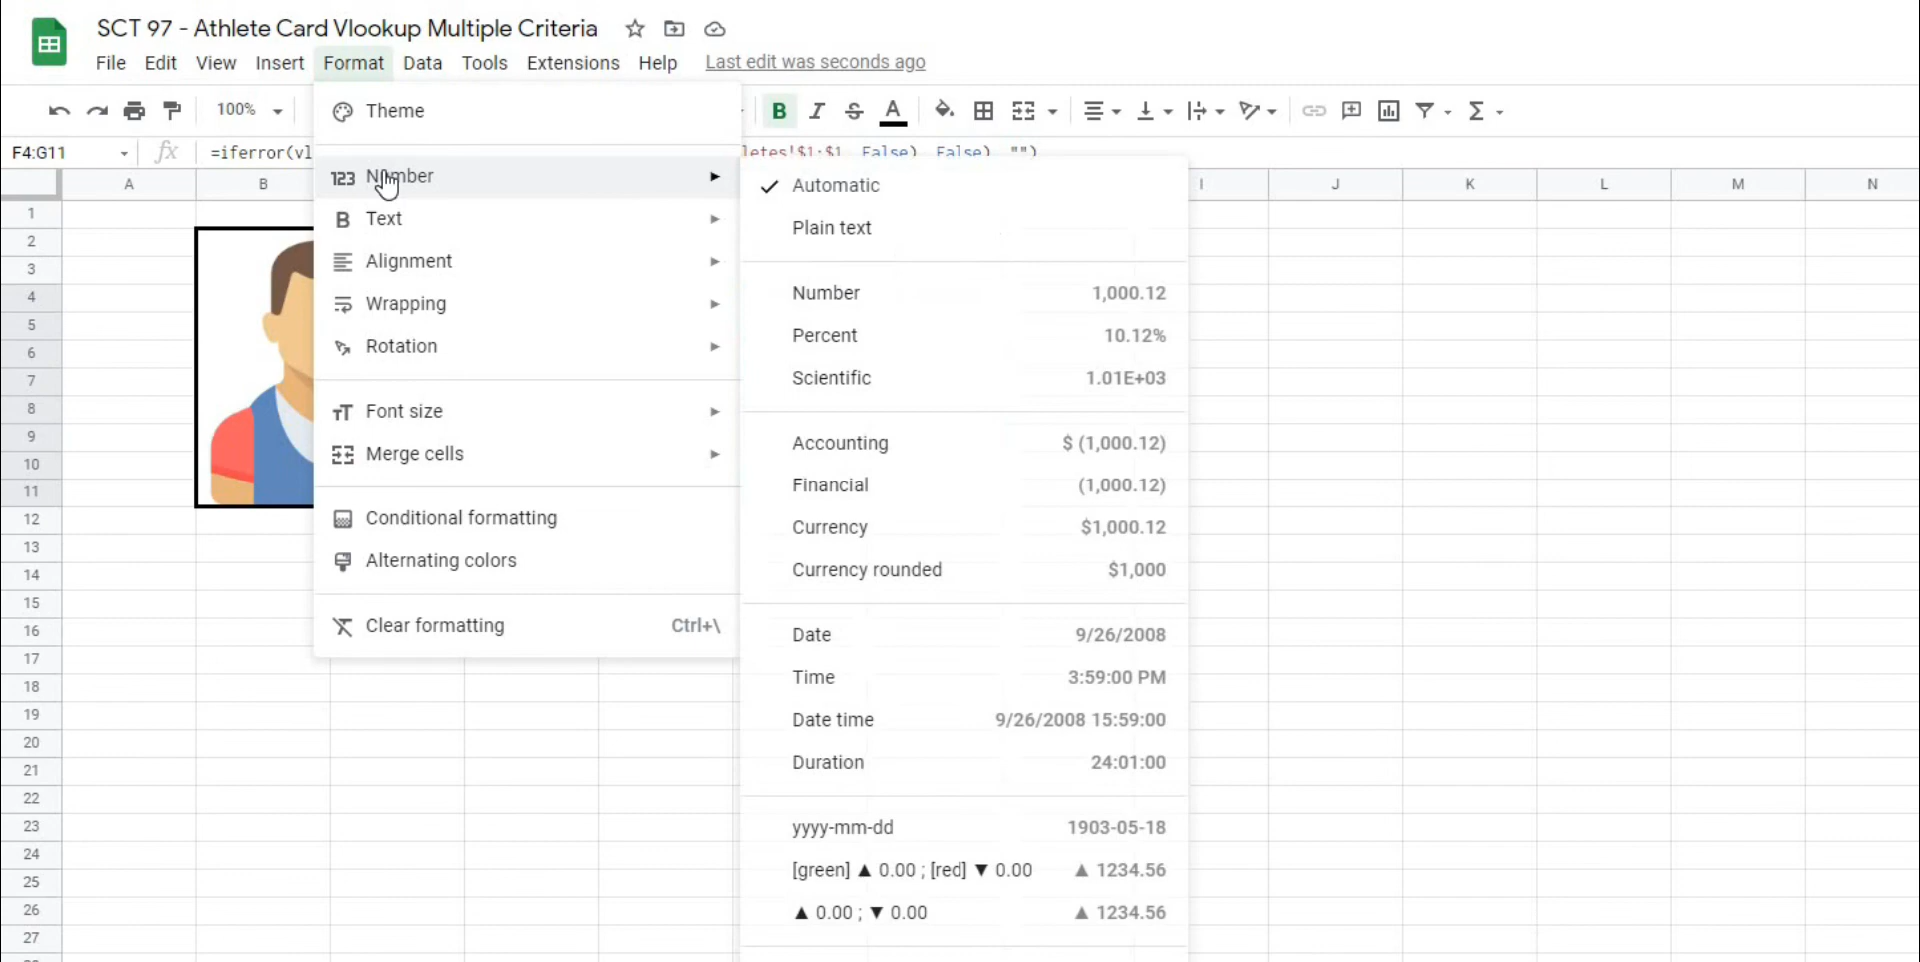 SCT 97 - Athlete Card Vlookup Multiple Criteria
File Edit View Insert Format Data Tools Extensions Help Last edit was seconds ago
100%
B I S A
F4:G11 fx =iferror(vl letes'$1:$1, False), False), "")
A B I J K L M N
1
2
3
4
5
6
7
8
9
10
11
12
13
14
15
16
17
18
19
20
21
22
23
24
25
26
27
Theme
123 Number
B Text
Alignment
Wrapping
Rotation
Font size
Merge cells
Conditional formatting
Alternating colors
Clear formatting Ctrl+\
Automatic
Plain text
Number 1,000.12
Percent 10.12%
Scientific 1.01E+03
Accounting $ (1,000.12)
Financial (1,000.12)
Currency $1,000.12
Currency rounded $1,000
Date 9/26/2008
Time 3:59:00 PM
Date time 9/26/2008 15:59:00
Duration 24:01:00
yyyy-mm-dd 1903-05-18
[green] ▲ 0.00 ; [red] ▼ 0.00 ▲ 1234.56
▲ 0.00 ; ▼ 0.00 ▲ 1234.56